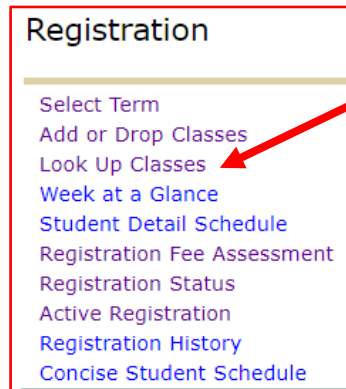 Registration
Select Term
Add or Drop Classes
Look Up Classes
Week at a Glance
Student Detail Schedule
Registration Fee Assessment
Registration Status
Active Registration
Registration History
Concise Student Schedule